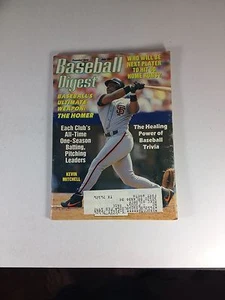 Baseball
Digest
BASEBALL'S
ULTIMATE
WEAPON:
THE HOMER
WHO WILL BE
NEXT PLAYER
TO HIT
HOME RUNS?
Each Club's
All-Time
One-Season
Batting,
Pitching
Leaders
The Healing
Power of
Baseball
Trivia
KEVIN
MITCHELL